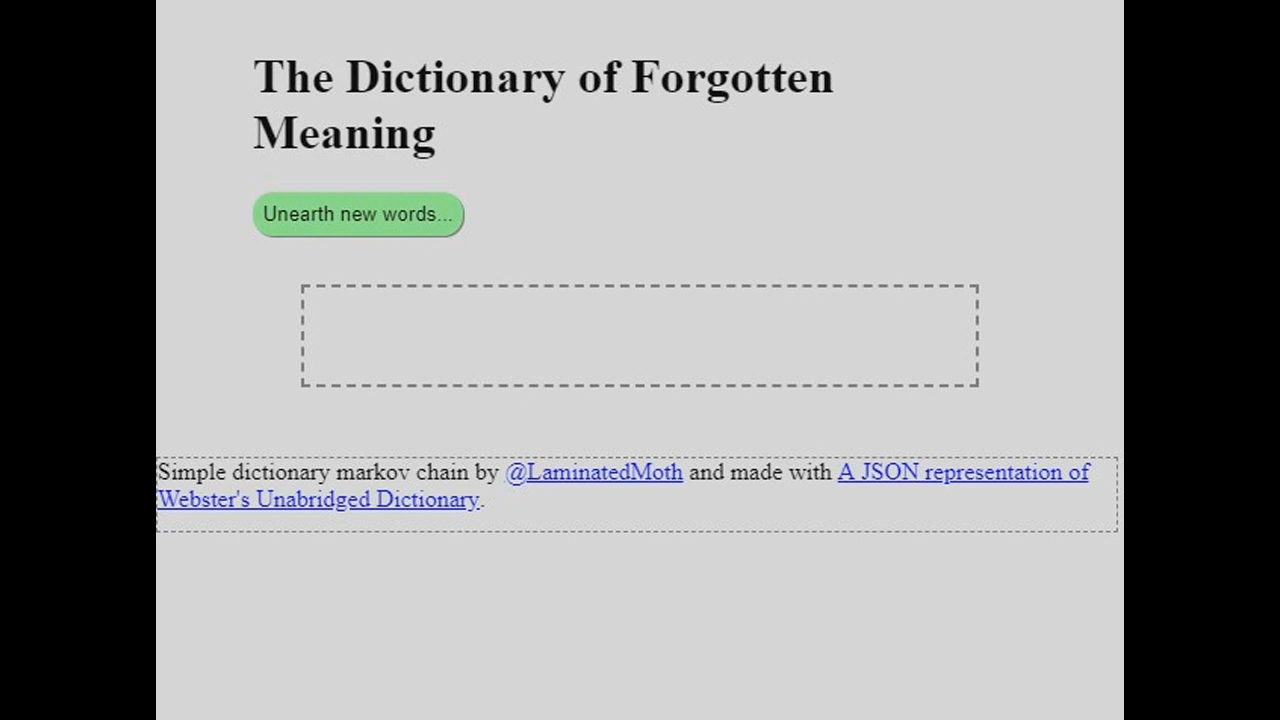 The Dictionary of Forgotten
Meaning
Unearth new words...
Simple dictionary markov chain by @LaminatedMoth and made with A JSON representation of
Webster's Unabridged Dictionary.